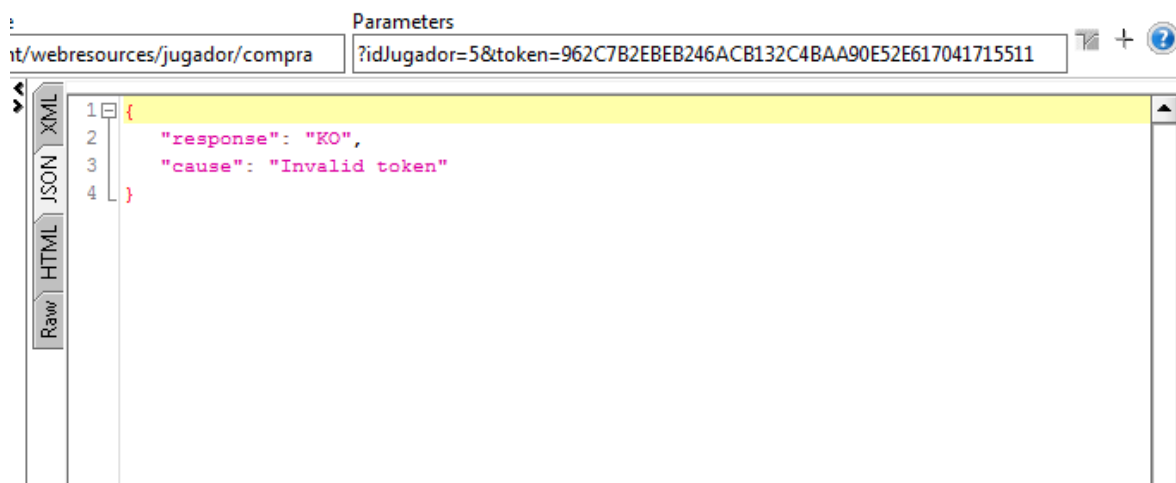 Parameters
nt/webresources/jugador/compra
?idJugador=5&token=962C7B2EBEB246ACB132C4BAA90E52E617041715511
XML
JSON
HTML
Raw
1 {
2 "response": "KO",
3 "cause": "Invalid token"
4 }